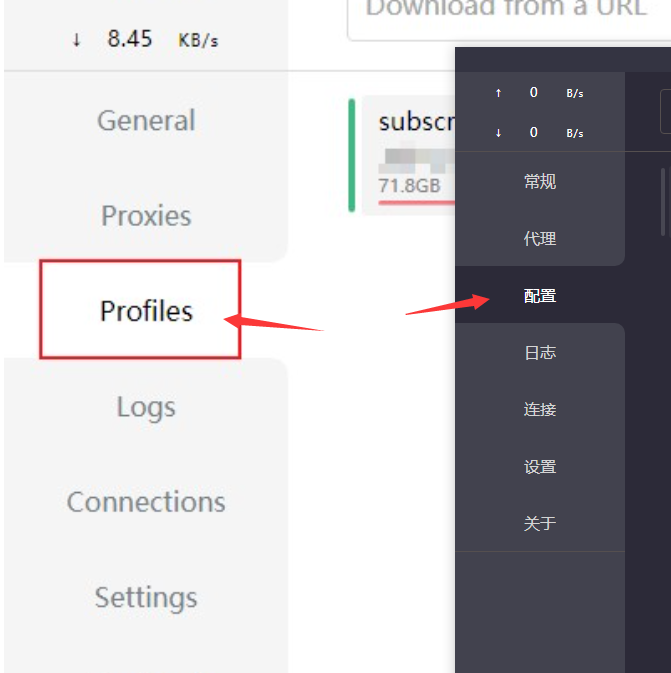 Download from a URL
↓ 8.45 KB/s
General
Proxies
Profiles
Logs
Connections
Settings
subscr
71.8GB
↑ 0 B/s
↓ 0 B/s
常规
代理
配置
日志
连接
设置
关于